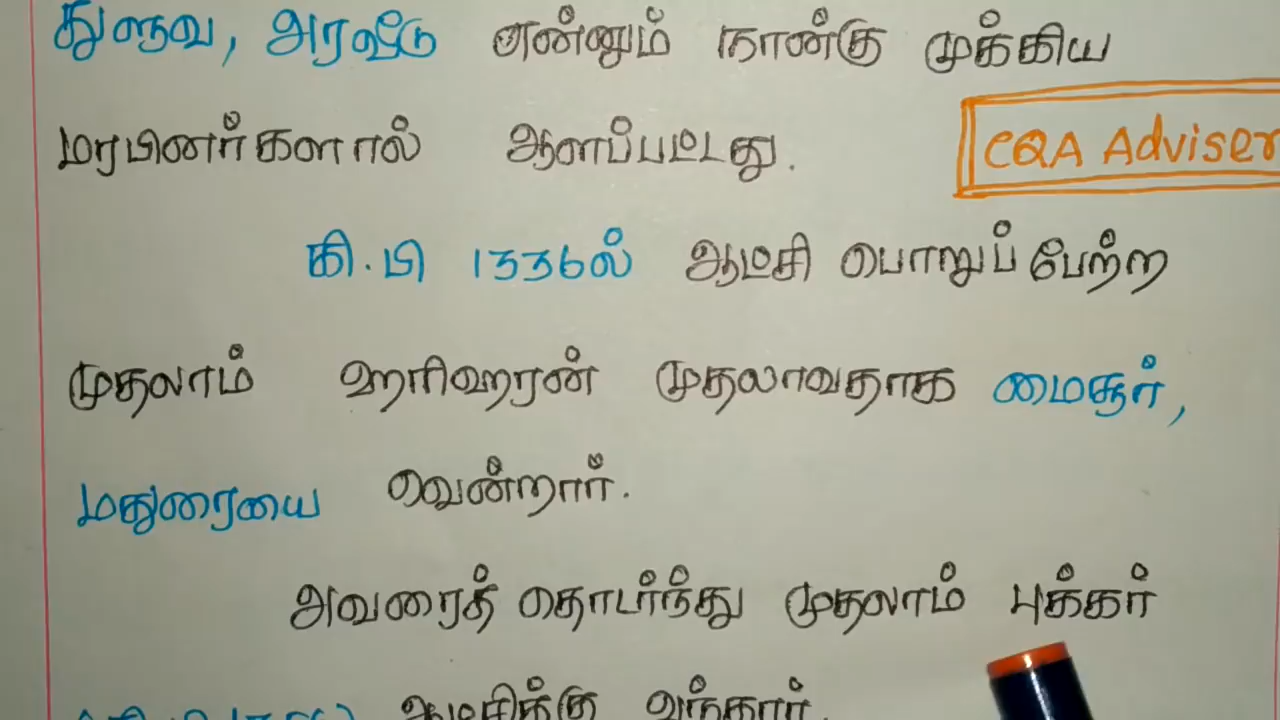 துளுவ, அரவீடு என்னும் நான்கு முக்கிய
மரபினர்களால் ஆளப்பட்டது.
CQA Adviser
கி.பி 1336ல் ஆட்சி பொறுப்பேற்ற
முதலாம் ஹரிஹரன் முதலாவதாக மைசூர்,
மதுரையை வென்றார்.
அவரைத் தொடர்ந்து முதலாம் புக்கர்
ஆட்சிக்கு வந்தார்.